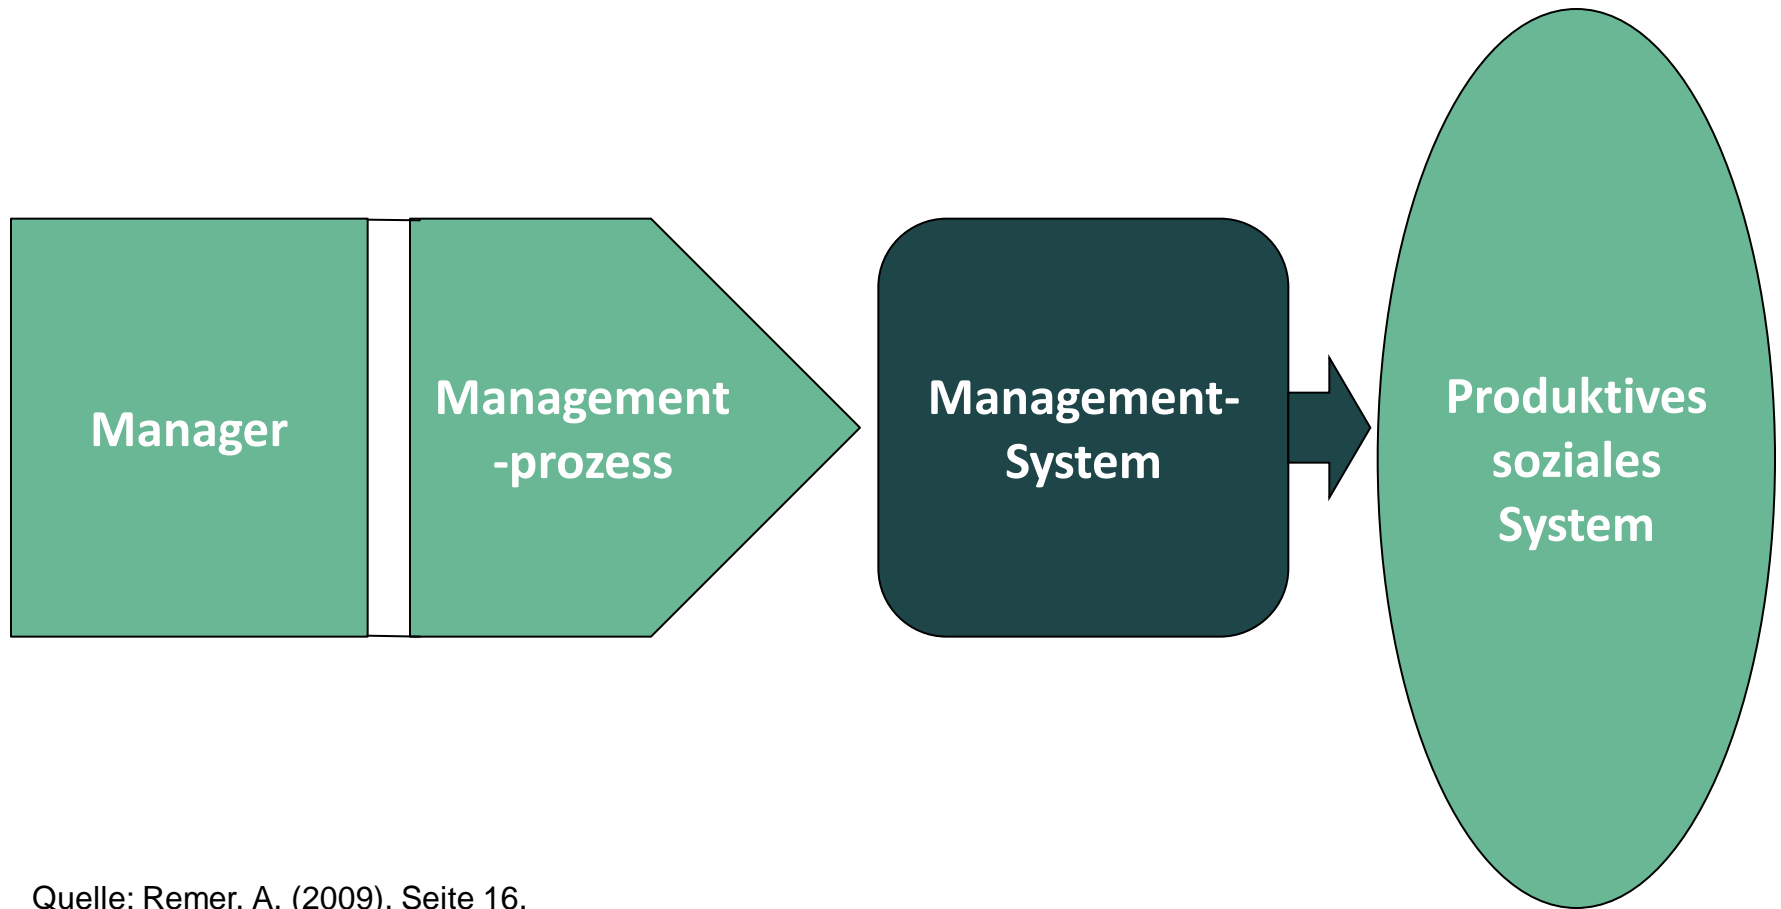 Manager
Management
-prozess
Management-
System
Produktives
soziales
System
Quelle: Remer, A. (2009), Seite 16.